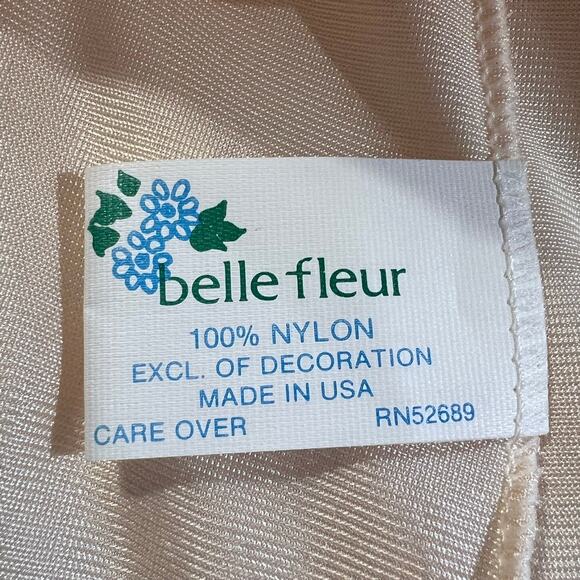 belle fleur
100% NYLON
EXCL. OF DECORATION
MADE IN USA
CARE OVER RN52689